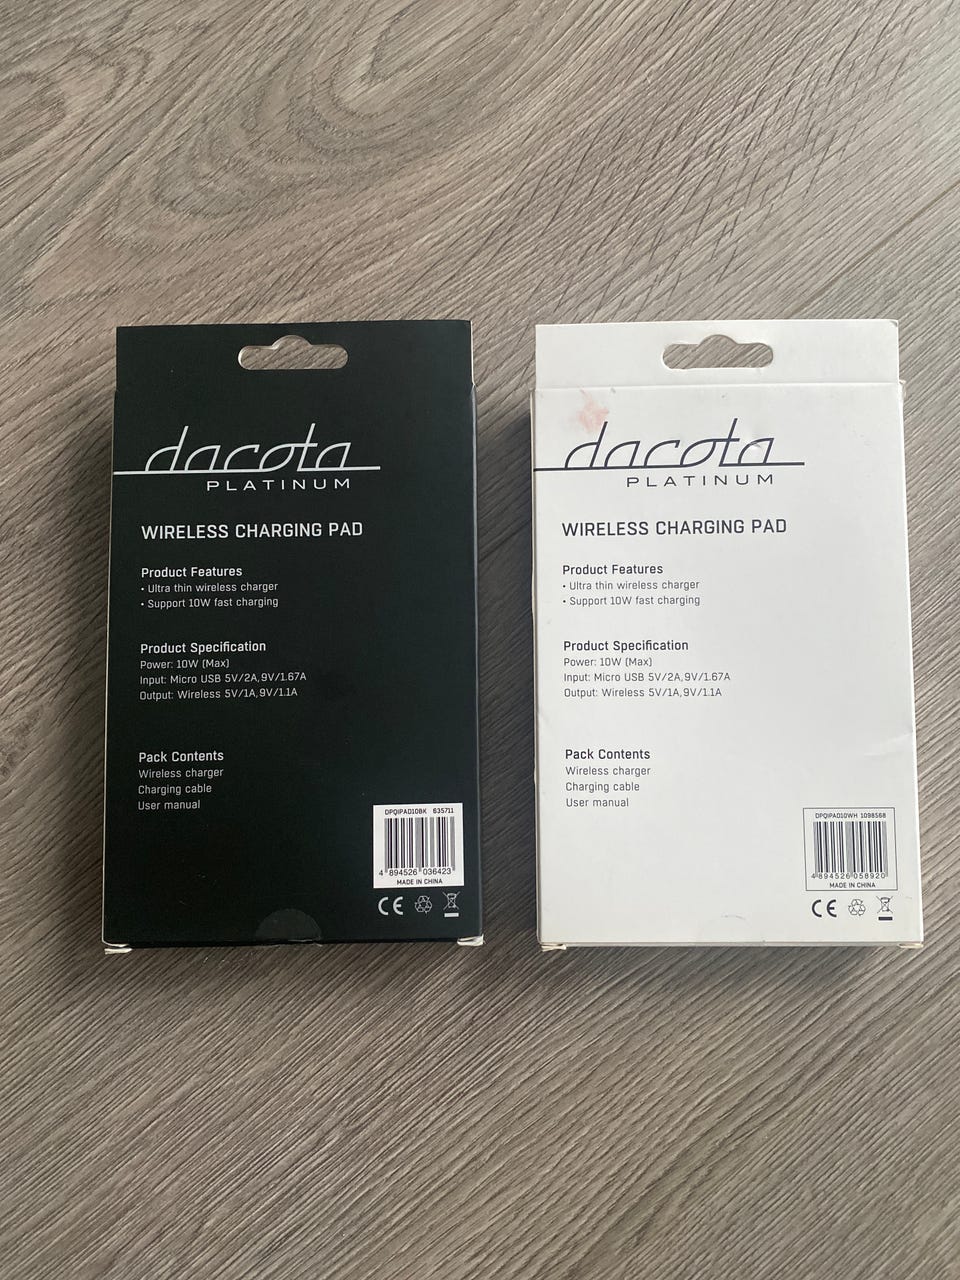 dacota
PLATINUM
WIRELESS CHARGING PAD
Product Features
• Ultra thin wireless charger
• Support 10W fast charging
Product Specification
Power: 10W (Max)
Input: Micro USB 5V/2A,9V/1.67A
Output: Wireless 5V/1A,9V/1.1A
Pack Contents
Wireless charger
Charging cable
User manual
DPQIPAD10BK 635711
4 894526 036423
MADE IN CHINA
CE
dacota
PLATINUM
WIRELESS CHARGING PAD
Product Features
• Ultra thin wireless charger
• Support 10W fast charging
Product Specification
Power: 10W (Max)
Input: Micro USB 5V/2A,9V/1.67A
Output: Wireless 5V/1A,9V/1.1A
Pack Contents
Wireless charger
Charging cable
User manual
DPQIPAD10WH 1098568
4 894526 058920
MADE IN CHINA
CE